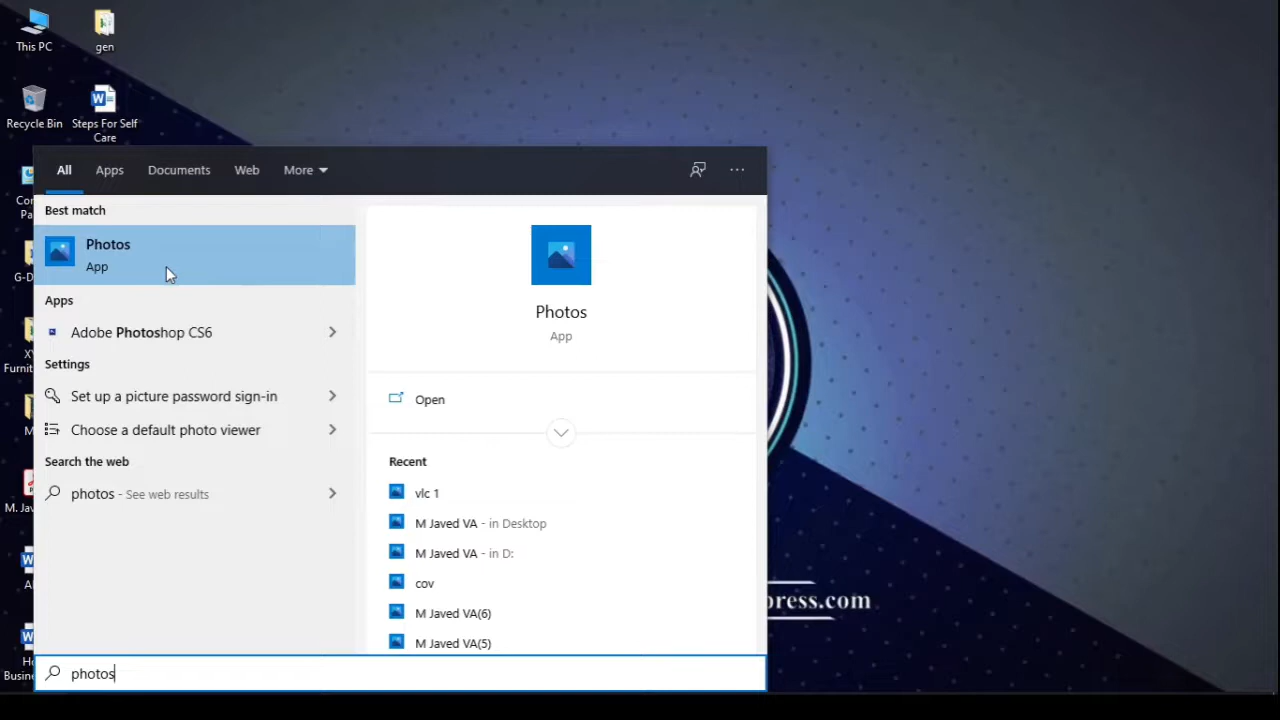 This PC
gen
Recycle Bin
Steps For Self
Care
All
Apps
Documents
Web
More
Best match
Photos
App
Apps
Adobe Photoshop CS6
Settings
Set up a picture password sign-in
Choose a default photo viewer
Search the web
photos - See web results
Photos
App
Open
Recent
vlc 1
M Javed VA - in Desktop
M Javed VA - in D:
cov
M Javed VA(6)
M Javed VA(5)
photos
press.com